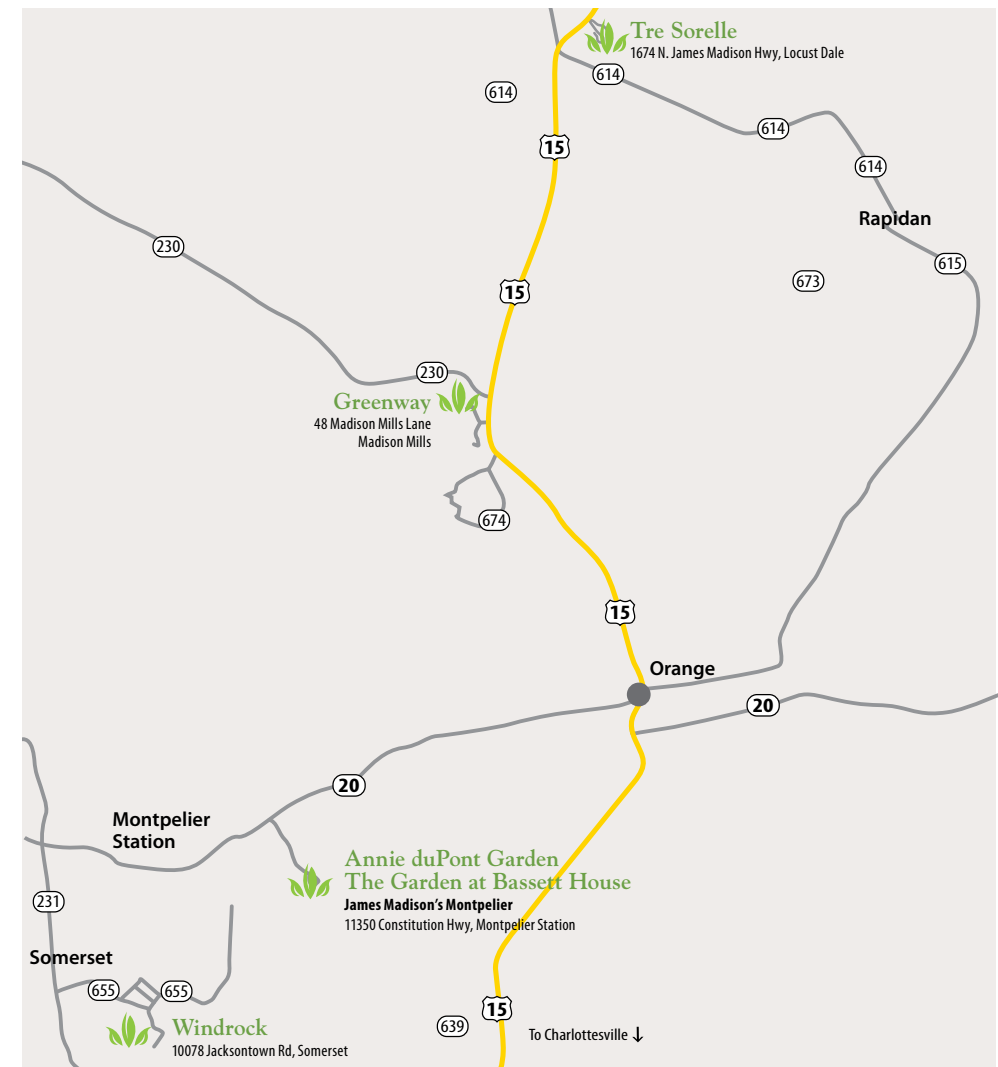 Tre Sorelle
1674 N. James Madison Hwy, Locust Dale
614
614
15
614
614
Rapidan
230
615
673
15
230
Greenway
48 Madison Mills Lane
Madison Mills
674
15
Orange
20
20
Montpelier
Station
Annie duPont Garden
The Garden at Bassett House
James Madison's Montpelier
11350 Constitution Hwy, Montpelier Station
231
Somerset
655
655
15
639
Windrock
10078 Jacksontown Rd, Somerset
To Charlottesville ↓